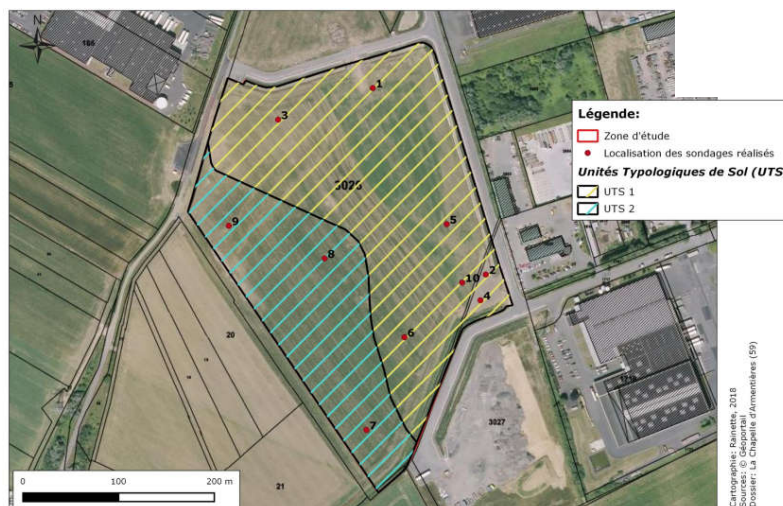 N
186
1
3
3028
5
9
8
2
10
4
6
20
7
3027
21
0 100 200 m
Légende:
Zone d'étude
Localisation des sondages réalisés
Unités Typologiques de Sol (UTS
UTS 1
UTS 2
Cartographie: Rainette, 2018
Sources: © Géoportail
Dossier: La Chapelle d'Armentières (59)